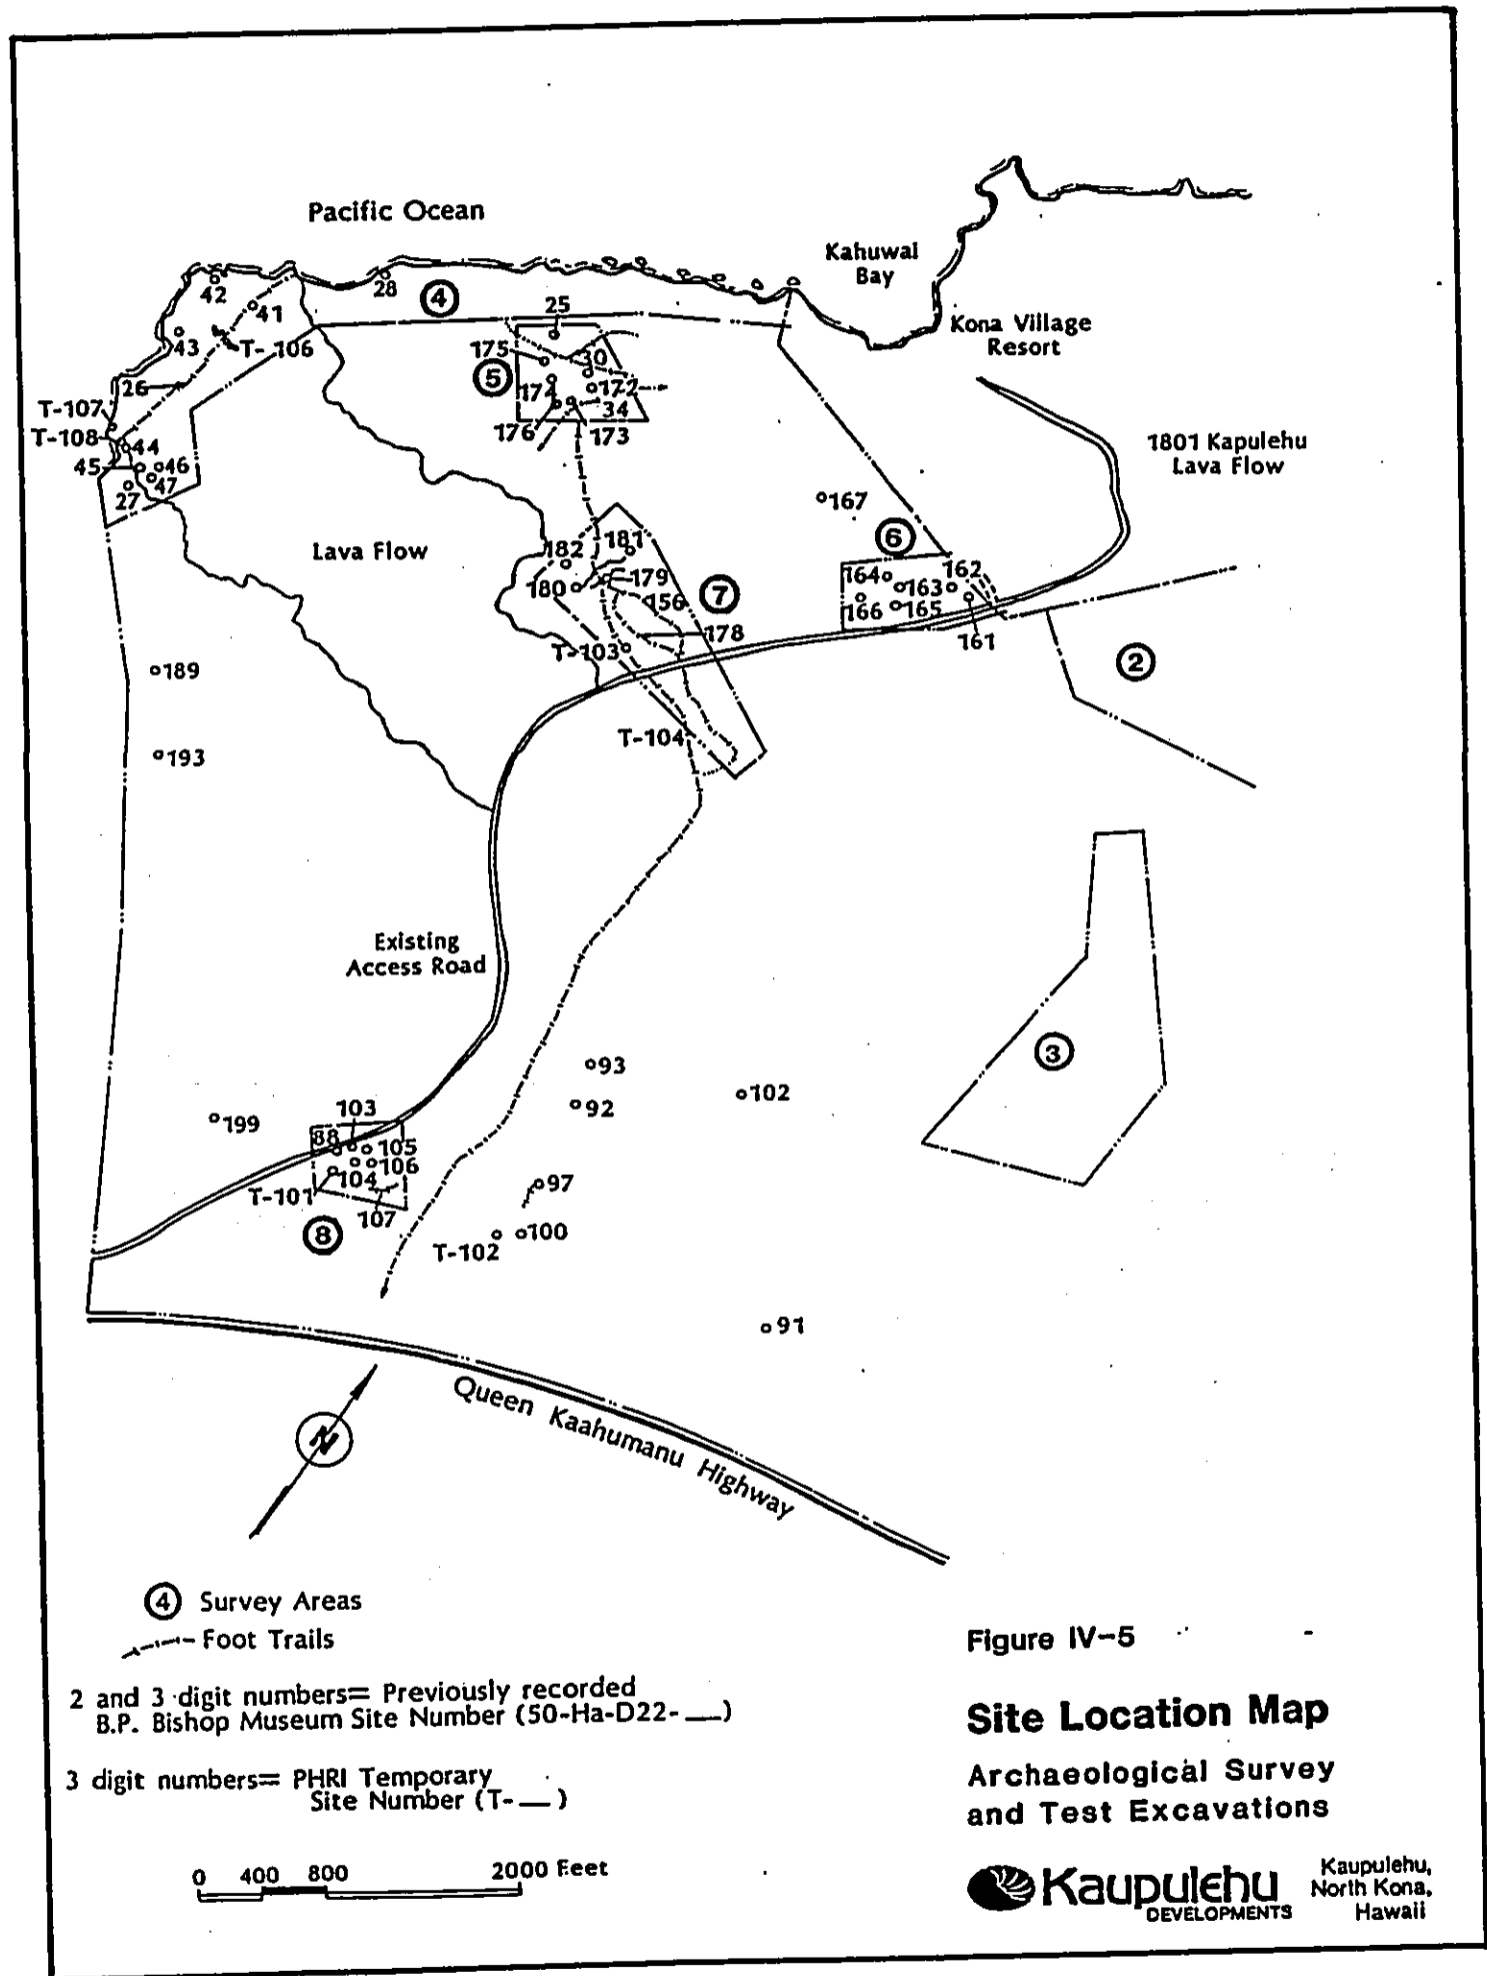 Pacific Ocean
Kahuwai
Bay
Kona Village
Resort
42
28
4
41
25
43
T-106
175
30
5
26
174
172
34
T-107
176
173
T-108
44
45
46
47
27
1801 Kapulehu
Lava Flow
167
Lava Flow
6
182
181
164
162
163
179
180
7
156
166
165
178
161
T-103
2
189
T-104
193
Existing
Access Road
3
93
92
102
103
199
88
105
106
104
97
T-101
107
8
100
T-102
91
Queen Kaahumanu Highway
N
4 Survey Areas
Foot Trails
2 and 3 digit numbers= Previously recorded
B.P. Bishop Museum Site Number (50-Ha-D22- __)
3 digit numbers= PHRI Temporary
Site Number (T- __ )
0 400 800 2000 Feet
Figure IV-5
Site Location Map
Archaeological Survey
and Test Excavations
Kaupulehu
DEVELOPMENTS
Kaupulehu,
North Kona,
Hawaii